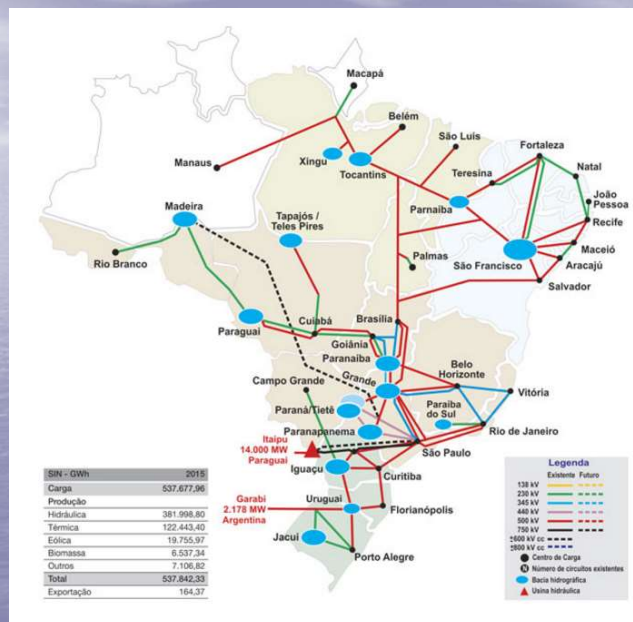 Macapá
Belém
São Luís
Fortaleza
Manaus
Xingu
Tocantins
Teresina
Natal
João
Pessoa
Parnaíba
Recife
Madeira
Tapajós /
Teles Pires
Rio Branco
Palmas
São Francisco
Maceió
Aracajú
Salvador
Paraguai
Cuiabá
Brasília
Goiânia
Paranaiba
Belo
Horizonte
Campo Grande
Grande
Vitória
Paraná/Tietê
Paraíba
do Sul
Paranapanema
Rio de Janeiro
Itaipu
14.000 MW
Paraguai
São Paulo
Iguaçu
Curitiba
Garabi
2.178 MW
Argentina
Uruguai
Florianópolis
Jacui
Porto Alegre
SIN - GWh 2015
Carga 537.677,96
Produção
Hidráulica 381.998,80
Térmica 122.443,40
Eólica 19.755,97
Biomassa 6.537,34
Outros 7.106,82
Total 537.842,33
Exportação 164,37
Legenda
Existente Futuro
138 kV
230 kV
345 kV
440 kV
500 kV
750 kV
±600 kV cc
±800 kV cc
Centro de Carga
N Número de circuitos existentes
Bacia hidrográfica
Usina hidráulica